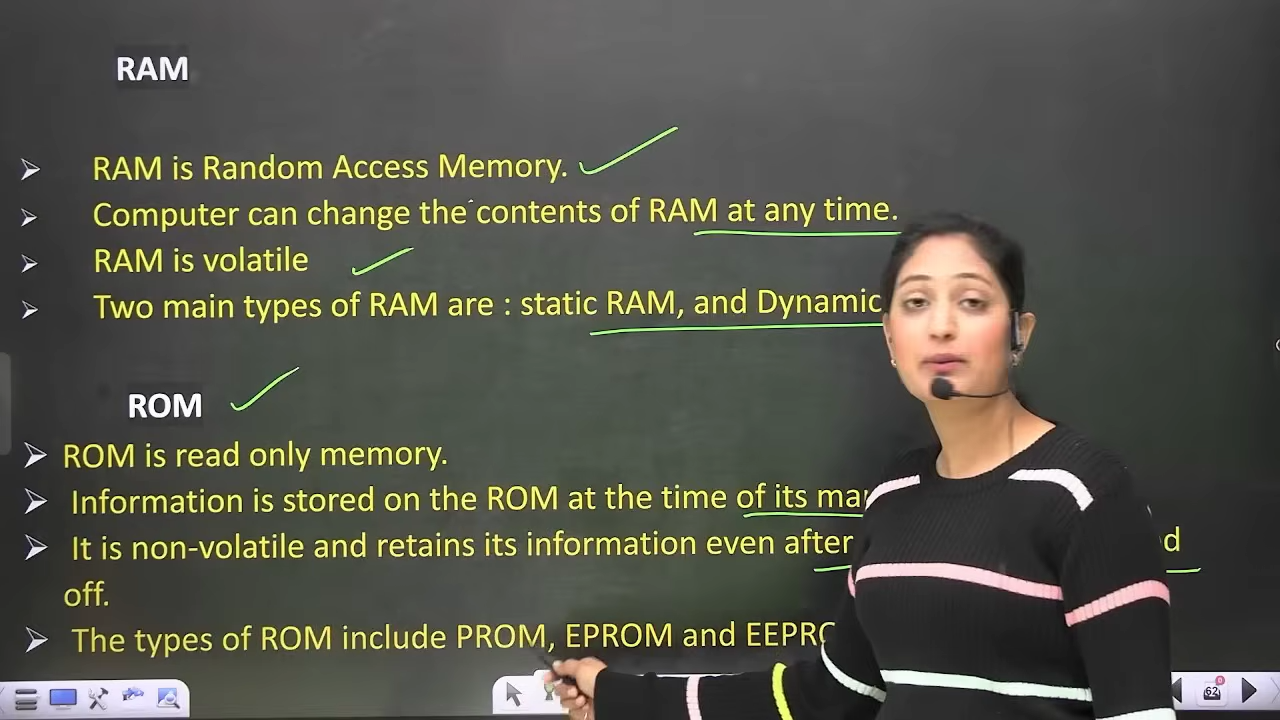 RAM
RAM is Random Access Memory.
Computer can change the contents of RAM at any time.
RAM is volatile
Two main types of RAM are : static RAM, and Dynamic
ROM
ROM is read only memory.
Information is stored on the ROM at the time of its
It is non-volatile and retains its information even after
off.
The types of ROM include PROM, EPROM and
62